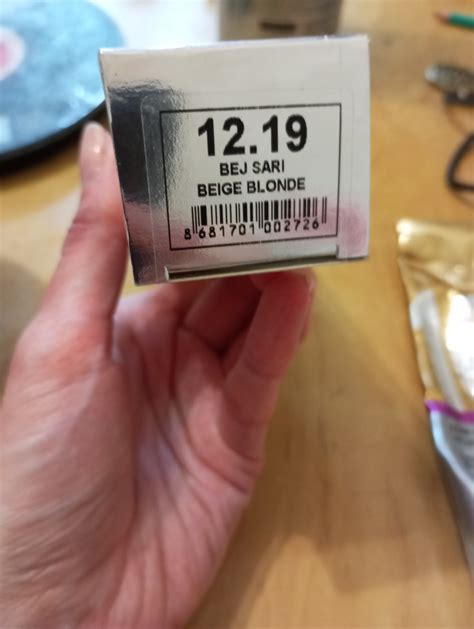 12.19
BEJ SARI
BEIGE BLONDE
8 681701 002726